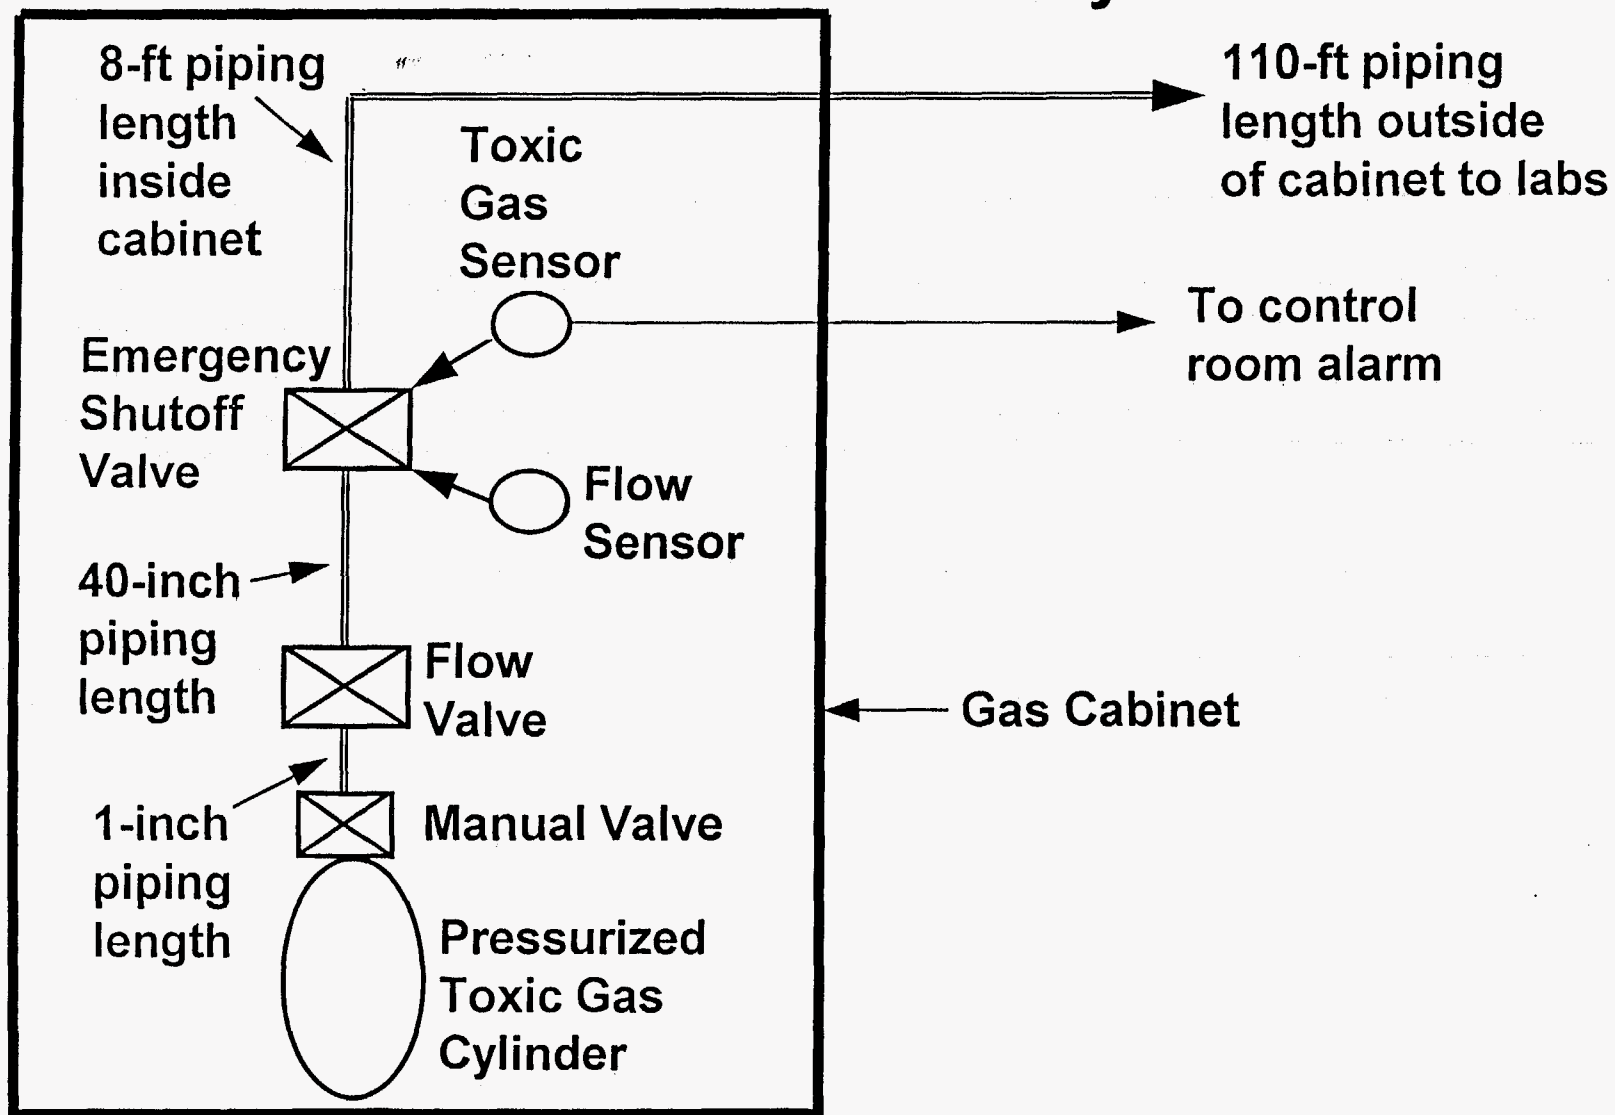 8-ft piping
length
inside
cabinet
110-ft piping
length outside
of cabinet to labs
Toxic
Gas
Sensor
To control
room alarm
Emergency
Shutoff
Valve
Flow
Sensor
40-inch
piping
length
Flow
Valve
Gas Cabinet
1-inch
piping
length
Manual Valve
Pressurized
Toxic Gas
Cylinder